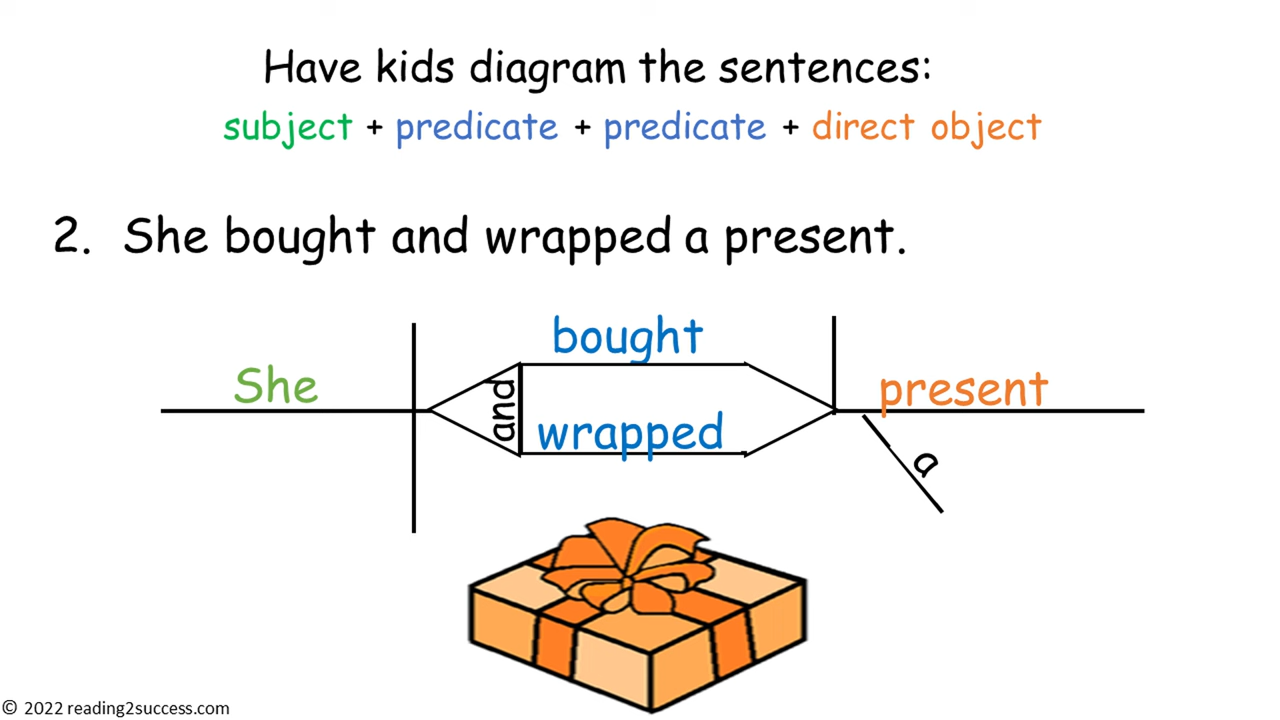 Have kids diagram the sentences:
subject + predicate + predicate + direct object
2. She bought and wrapped a present.
She
and
bought
wrapped
present
a
© 2022 reading2success.com